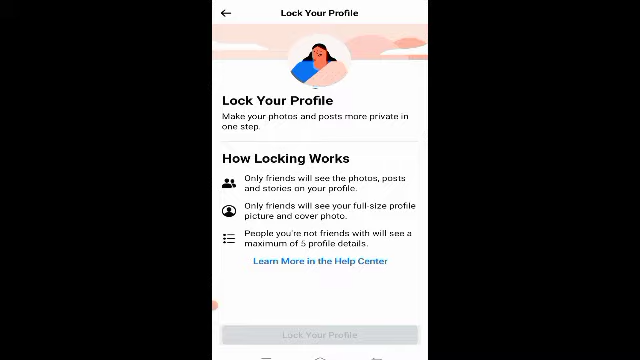 Lock Your Profile
Lock Your Profile
Make your photos and posts more private in
one step.
How Locking Works
Only friends will see the photos, posts
and stories on your profile.
Only friends will see your full-size profile
picture and cover photo.
People you're not friends with will see a
maximum of 5 profile details.
Learn More in the Help Center
Lock Your Profile